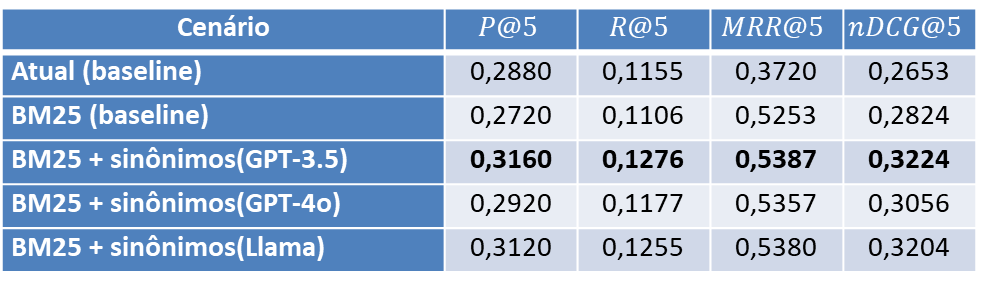 Cenário P@5 R@5 MRR@5 nDCG@5
Atual (baseline) 0,2880 0,1155 0,3720 0,2653
BM25 (baseline) 0,2720 0,1106 0,5253 0,2824
BM25 + sinônimos(GPT-3.5) 0,3160 0,1276 0,5387 0,3224
BM25 + sinônimos(GPT-4o) 0,2920 0,1177 0,5357 0,3056
BM25 + sinônimos(Llama) 0,3120 0,1255 0,5380 0,3204